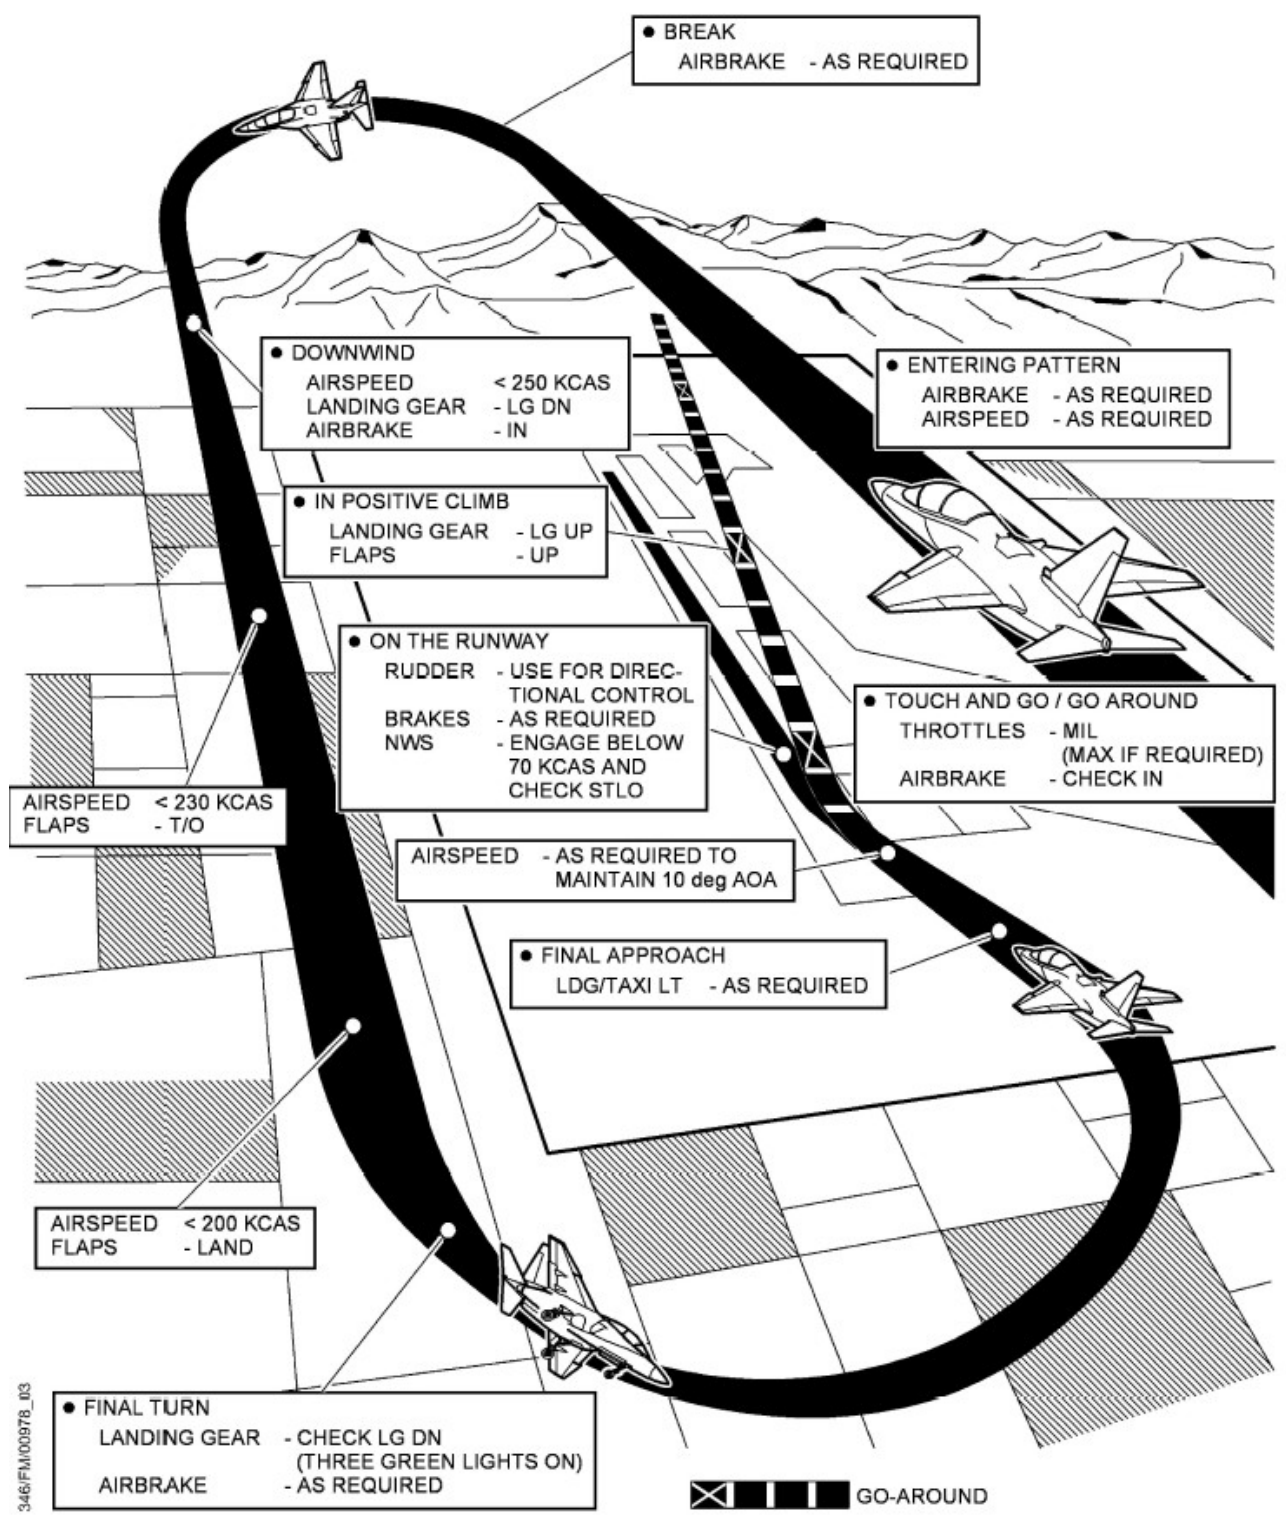 ● BREAK
AIRBRAKE - AS REQUIRED
● DOWNWIND
AIRSPEED < 250 KCAS
LANDING GEAR - LG DN
AIRBRAKE - IN
● ENTERING PATTERN
AIRBRAKE - AS REQUIRED
AIRSPEED - AS REQUIRED
● IN POSITIVE CLIMB
LANDING GEAR - LG UP
FLAPS - UP
● ON THE RUNWAY
RUDDER - USE FOR DIREC-
TIONAL CONTROL
BRAKES - AS REQUIRED
NWS - ENGAGE BELOW
70 KCAS AND
CHECK STLO
● TOUCH AND GO / GO AROUND
THROTTLES - MIL
(MAX IF REQUIRED)
AIRBRAKE - CHECK IN
AIRSPEED < 230 KCAS
FLAPS - T/O
AIRSPEED - AS REQUIRED TO
MAINTAIN 10 deg AOA
● FINAL APPROACH
LDG/TAXI LT - AS REQUIRED
AIRSPEED < 200 KCAS
FLAPS - LAND
● FINAL TURN
LANDING GEAR - CHECK LG DN
(THREE GREEN LIGHTS ON)
AIRBRAKE - AS REQUIRED
GO-AROUND
346/FM/00978_03